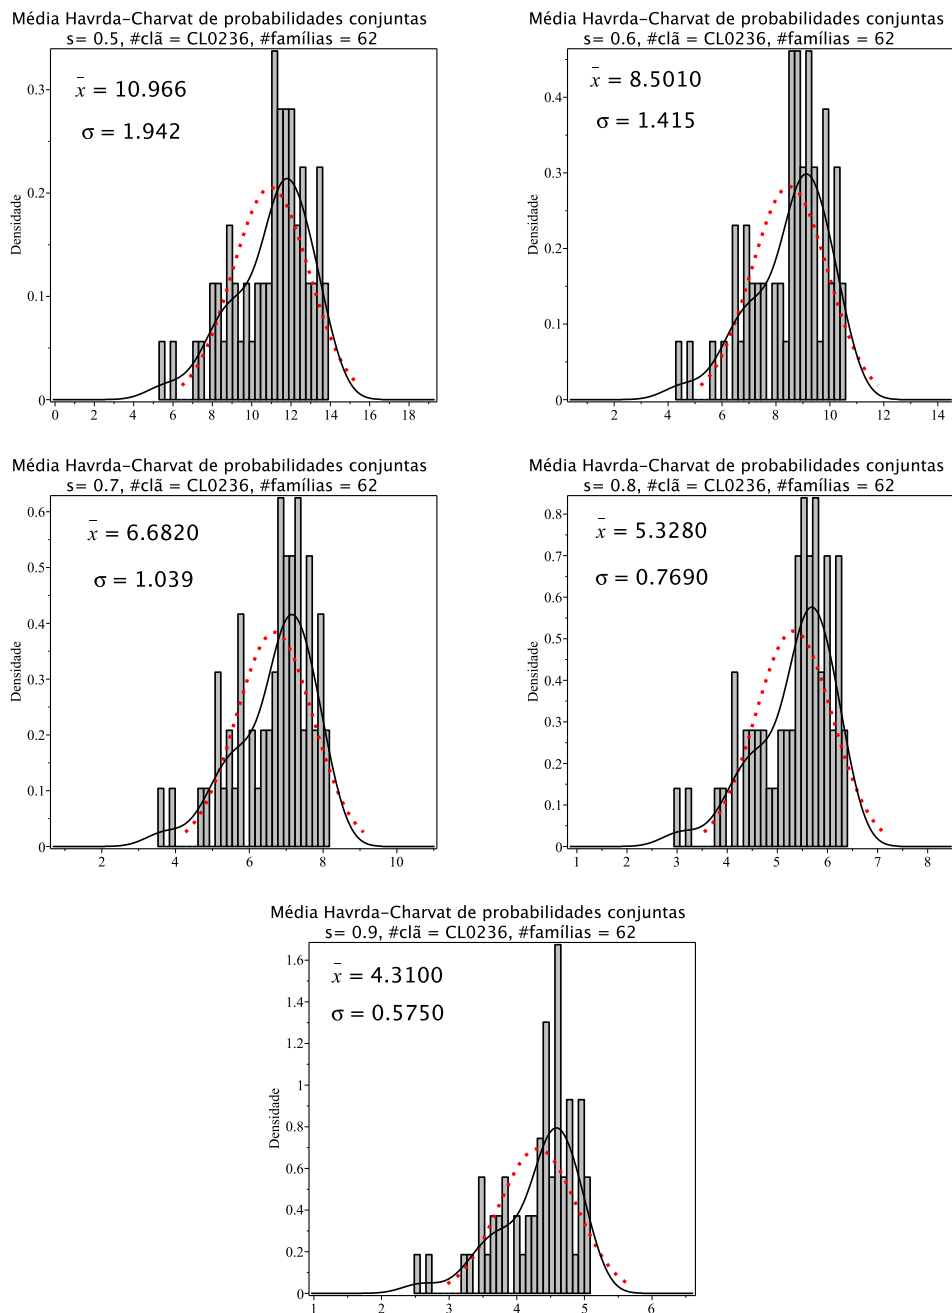 Média Havrda-Charvat de probabilidades conjuntas
s= 0.5, #clã = CL0236, #famílias = 62
x̄ = 10.966
σ = 1.942
Densidade
0.3
0.2
0.1
0
0 2 4 6 8 10 12 14 16 18
Média Havrda-Charvat de probabilidades conjuntas
s= 0.6, #clã = CL0236, #famílias = 62
x̄ = 8.5010
σ = 1.415
Densidade
0.4
0.3
0.2
0.1
0
2 4 6 8 10 12 14
Média Havrda-Charvat de probabilidades conjuntas
s= 0.7, #clã = CL0236, #famílias = 62
x̄ = 6.6820
σ = 1.039
Densidade
0.6
0.5
0.4
0.3
0.2
0.1
0
2 4 6 8 10
Média Havrda-Charvat de probabilidades conjuntas
s= 0.8, #clã = CL0236, #famílias = 62
x̄ = 5.3280
σ = 0.7690
Densidade
0.8
0.7
0.6
0.5
0.4
0.3
0.2
0.1
0
1 2 3 4 5 6 7 8
Média Havrda-Charvat de probabilidades conjuntas
s= 0.9, #clã = CL0236, #famílias = 62
x̄ = 4.3100
σ = 0.5750
Densidade
1.6
1.4
1.2
1
0.8
0.6
0.4
0.2
0
1 2 3 4 5 6